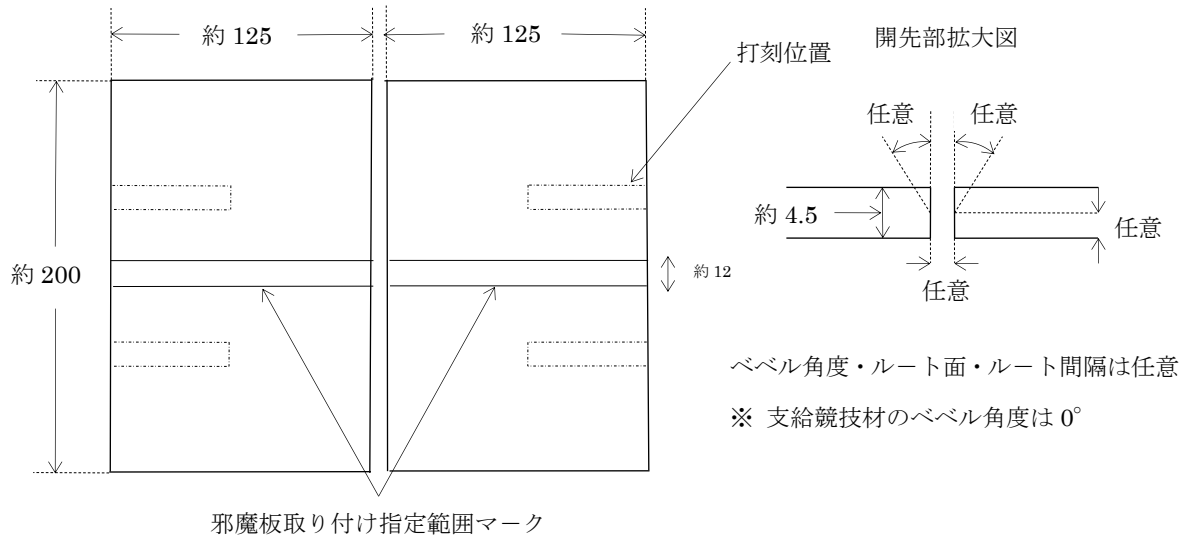 約 125
約 125
開先部拡大図
打刻位置
任意
任意
約 4.5
任意
約 200
約 12
任意
ベベル角度・ルート面・ルート間隔は任意
※ 支給競技材のベベル角度は 0°
邪魔板取り付け指定範囲マーク